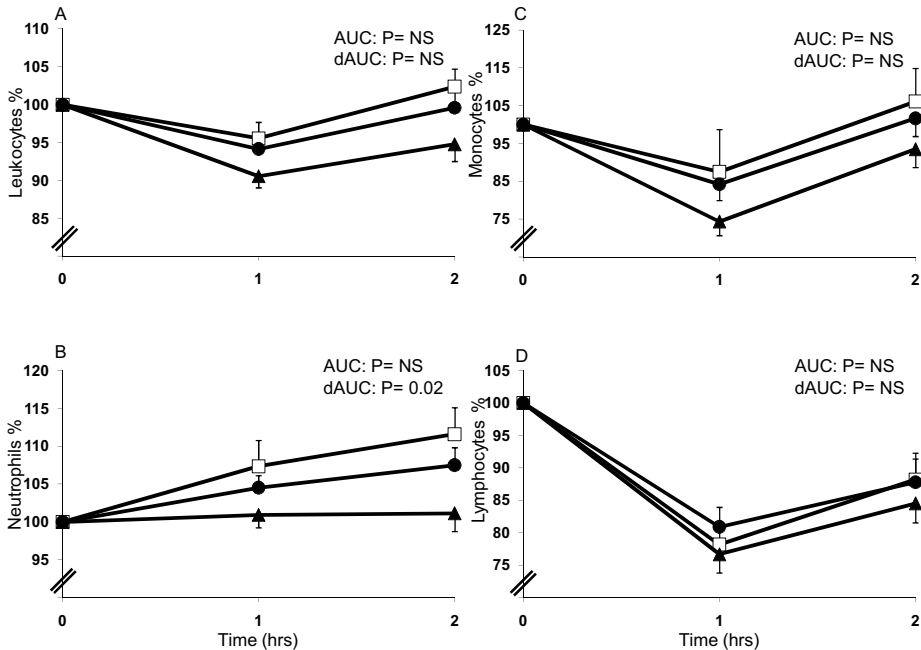 A
AUC: P= NS
dAUC: P= NS
Leukocytes %
110
105
100
95
90
85
0
1
2
C
AUC: P= NS
dAUC: P= NS
Monocytes %
125
115
105
95
85
75
0
1
2
B
AUC: P= NS
dAUC: P= 0.02
Neutrophils %
120
115
110
105
100
95
0
1
2
Time (hrs)
D
AUC: P= NS
dAUC: P= NS
Lymphocytes %
105
100
95
90
85
80
75
0
1
2
Time (hrs)